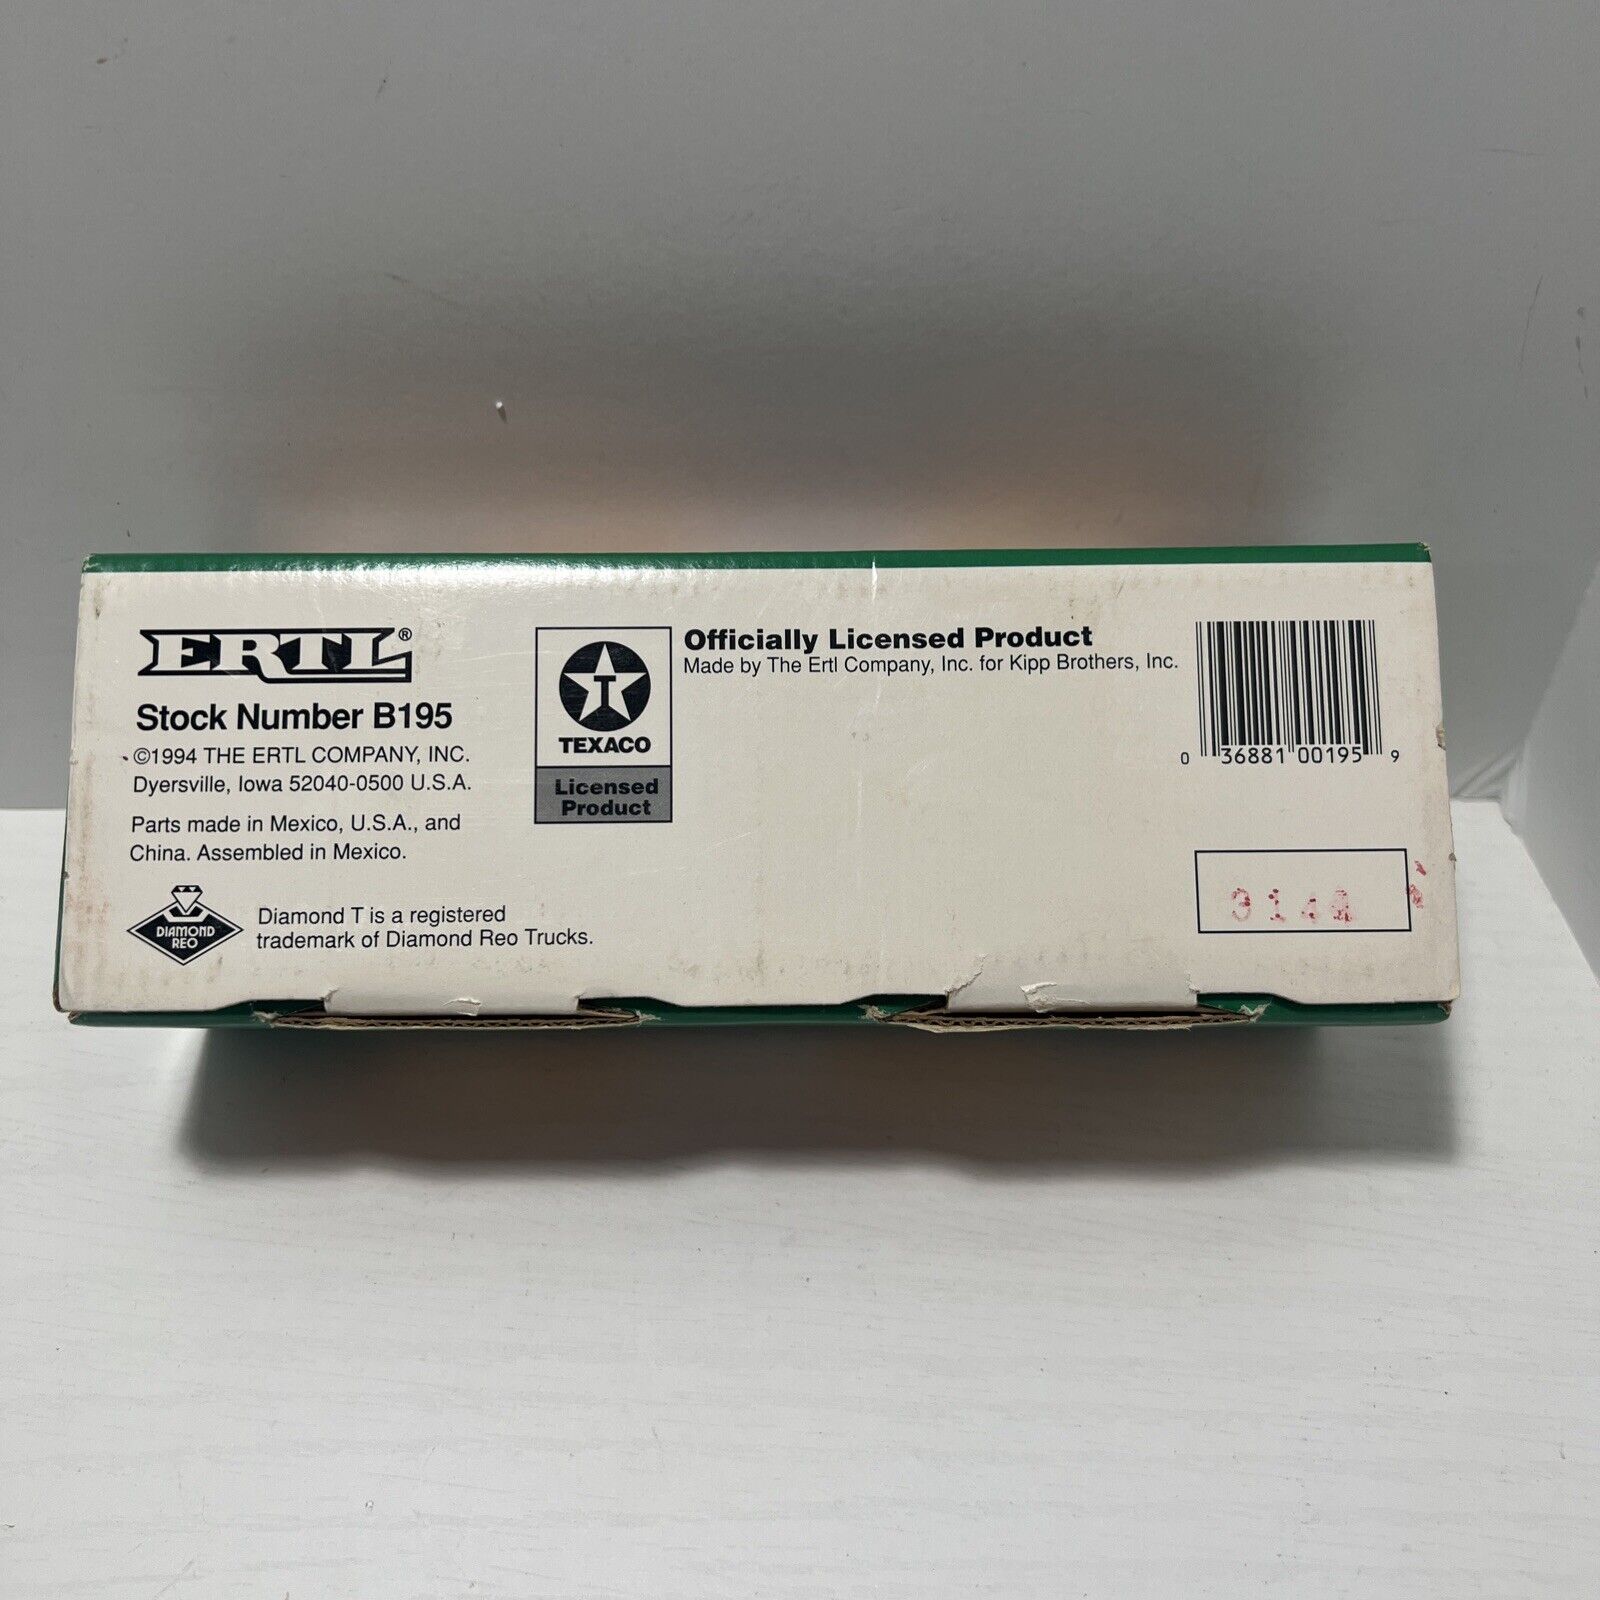 ERTL®
Stock Number B195
©1994 THE ERTL COMPANY, INC.
Dyersville, Iowa 52040-0500 U.S.A.
Parts made in Mexico, U.S.A., and
China. Assembled in Mexico.
DIAMOND
REO
Diamond T is a registered
trademark of Diamond Reo Trucks.
T
TEXACO
Licensed
Product
Officially Licensed Product
Made by The Ertl Company, Inc. for Kipp Brothers, Inc.
0 36881 00195 9